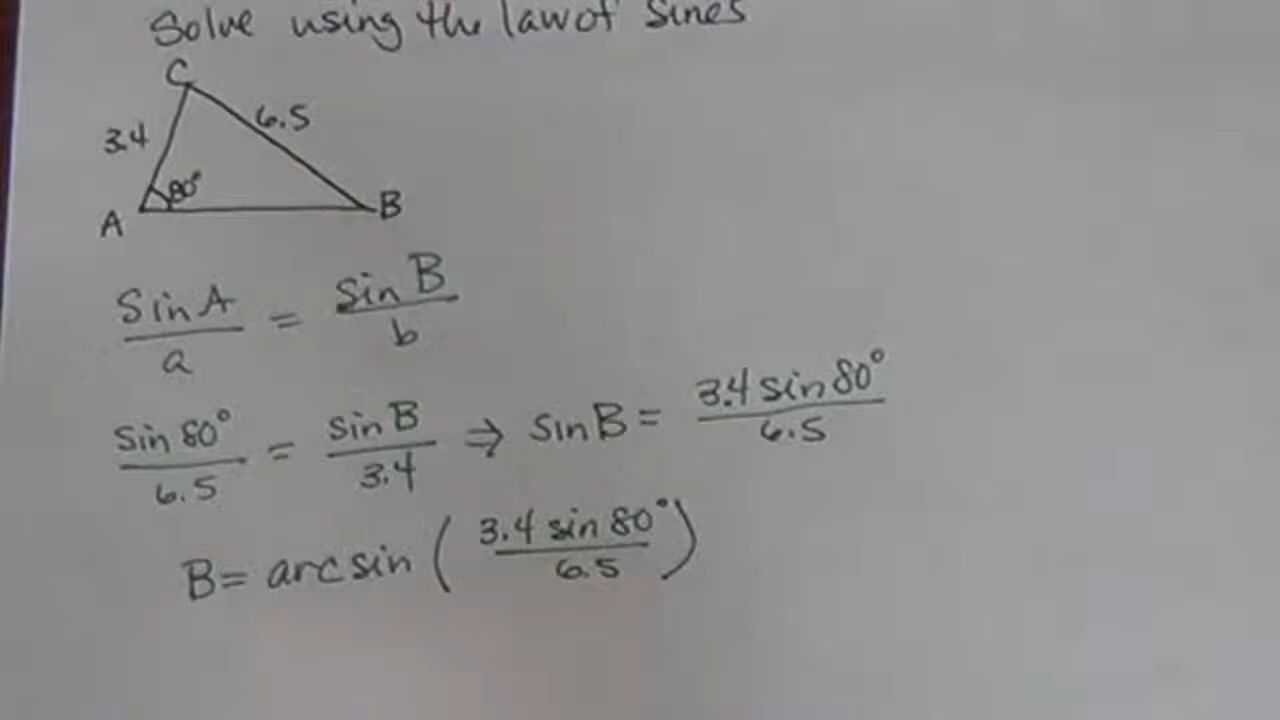 Solve using the law of sines
C
3.4 6.5
80°
A B
Sin A / a = sin B / b
sin 80° / 6.5 = sin B / 3.4 ⇒ sin B = 3.4 sin 80° / 6.5
B = arcsin ( 3.4 sin 80° / 6.5 )